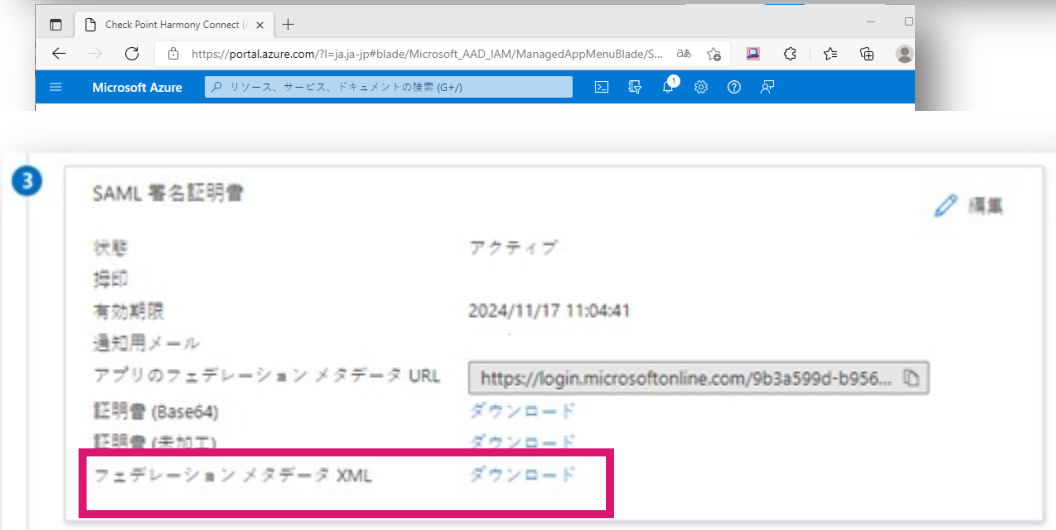 Check Point Harmony Connect (/
https://portal.azure.com/?l=ja.ja-jp#blade/Microsoft_AAD_IAM/ManagedAppMenuBlade/S...
aあ
Microsoft Azure
リソース、サービス、ドキュメントの検索 (G+/)
1
3
SAML 署名証明書
編集
状態 アクティブ
拇印
有効期限 2024/11/17 11:04:41
通知用メール
アプリのフェデレーション メタデータ URL https://login.microsoftonline.com/9b3a599d-b956...
証明書 (Base64) ダウンロード
証明書 (未加工) ダウンロード
フェデレーション メタデータ XML ダウンロード